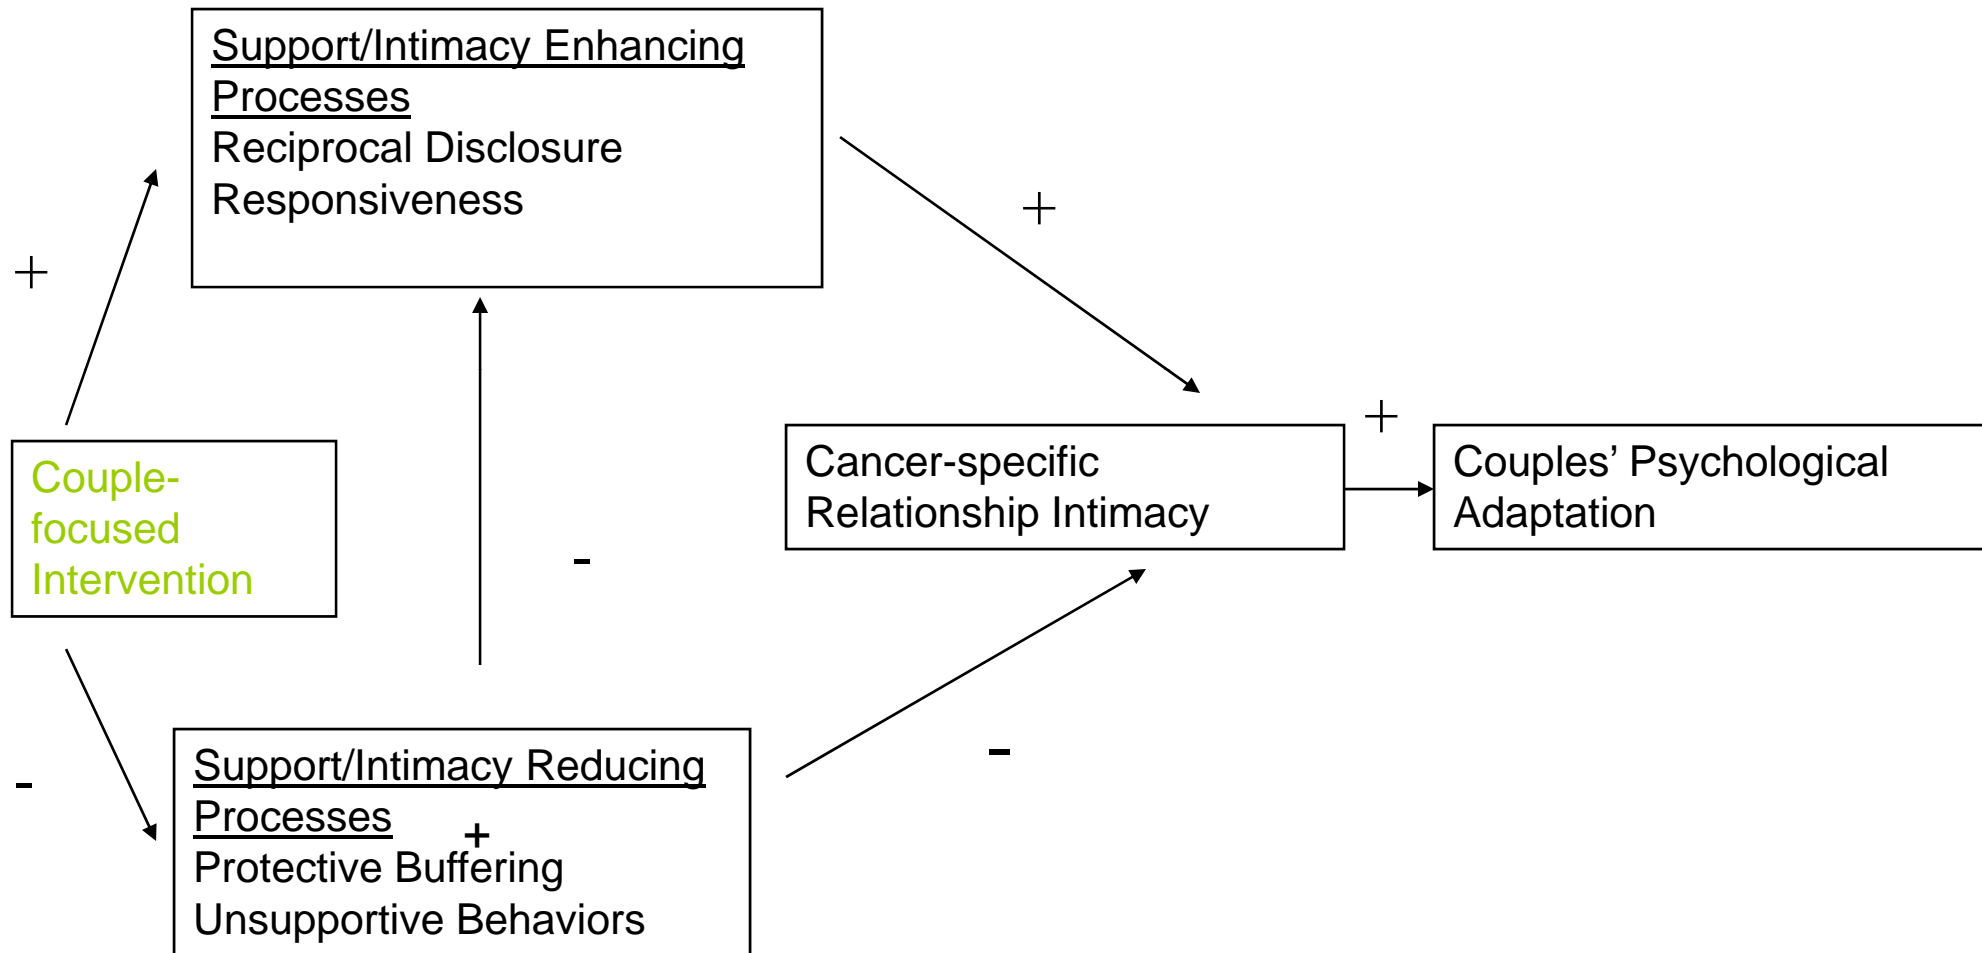 Support/Intimacy Enhancing
Processes
Reciprocal Disclosure
Responsiveness
+
+
Couple-
focused
Intervention
-
Cancer-specific
Relationship Intimacy
+
Couples’ Psychological
Adaptation
-
-
Support/Intimacy Reducing
Processes
+
Protective Buffering
Unsupportive Behaviors